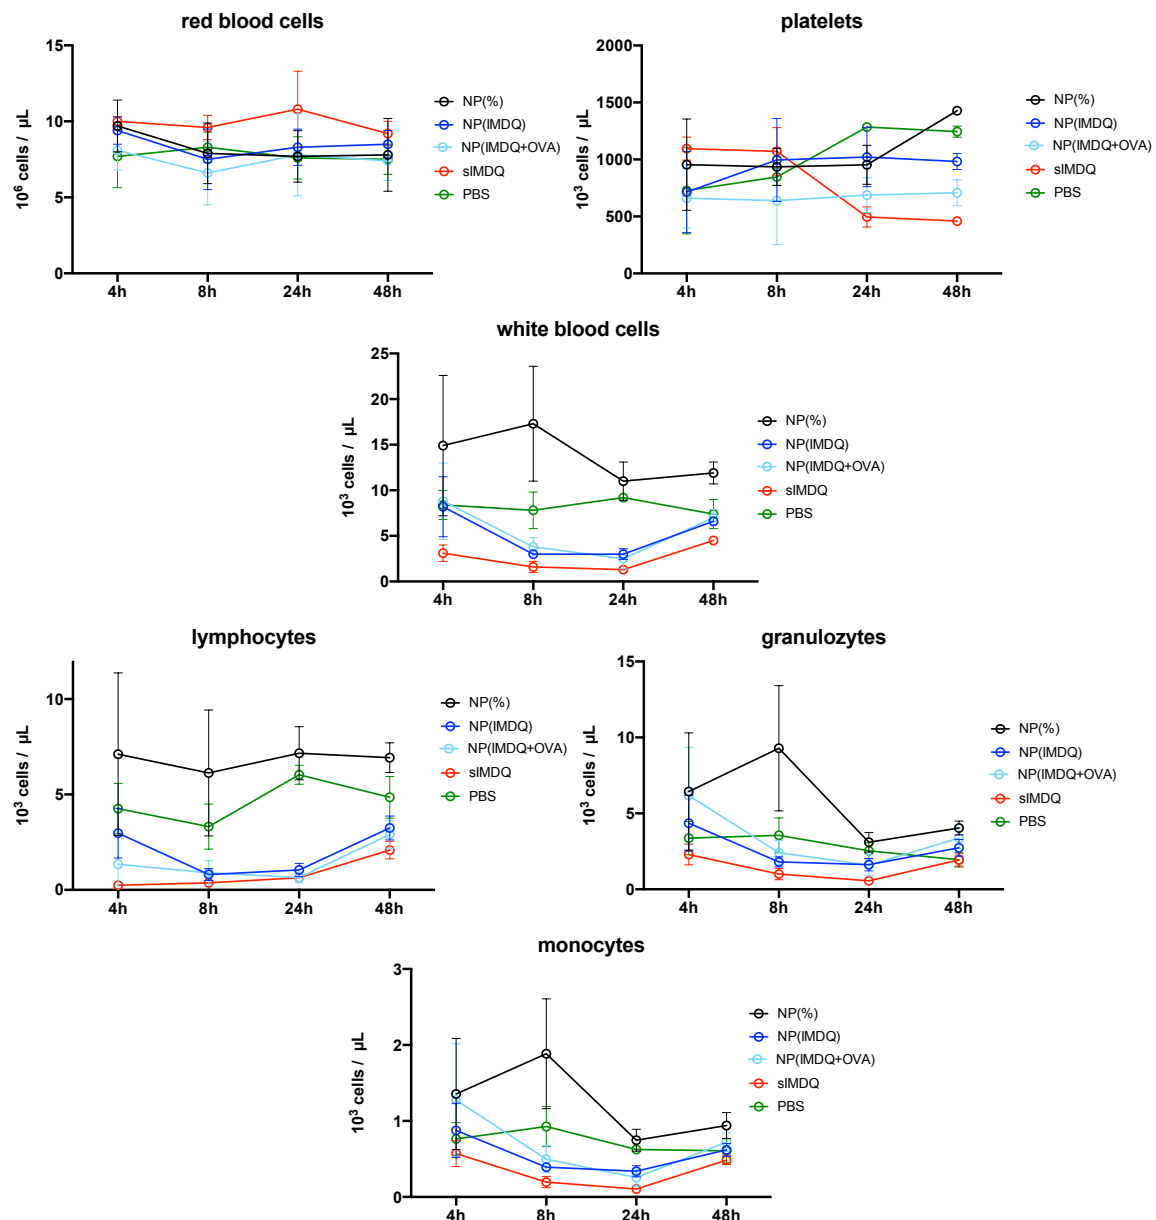 red blood cells
10⁶ cells / µL
15
10
5
0
4h 8h 24h 48h
NP(%)
NP(IMDQ)
NP(IMDQ+OVA)
sIMDQ
PBS
platelets
10³ cells / µL
2000
1500
1000
500
0
4h 8h 24h 48h
NP(%)
NP(IMDQ)
NP(IMDQ+OVA)
sIMDQ
PBS
white blood cells
10³ cells / µL
25
20
15
10
5
0
4h 8h 24h 48h
NP(%)
NP(IMDQ)
NP(IMDQ+OVA)
sIMDQ
PBS
lymphocytes
10³ cells / µL
10
5
0
4h 8h 24h 48h
NP(%)
NP(IMDQ)
NP(IMDQ+OVA)
sIMDQ
PBS
granulozytes
10³ cells / µL
15
10
5
0
4h 8h 24h 48h
NP(%)
NP(IMDQ)
NP(IMDQ+OVA)
sIMDQ
PBS
monocytes
10³ cells / µL
3
2
1
0
4h 8h 24h 48h
NP(%)
NP(IMDQ)
NP(IMDQ+OVA)
sIMDQ
PBS